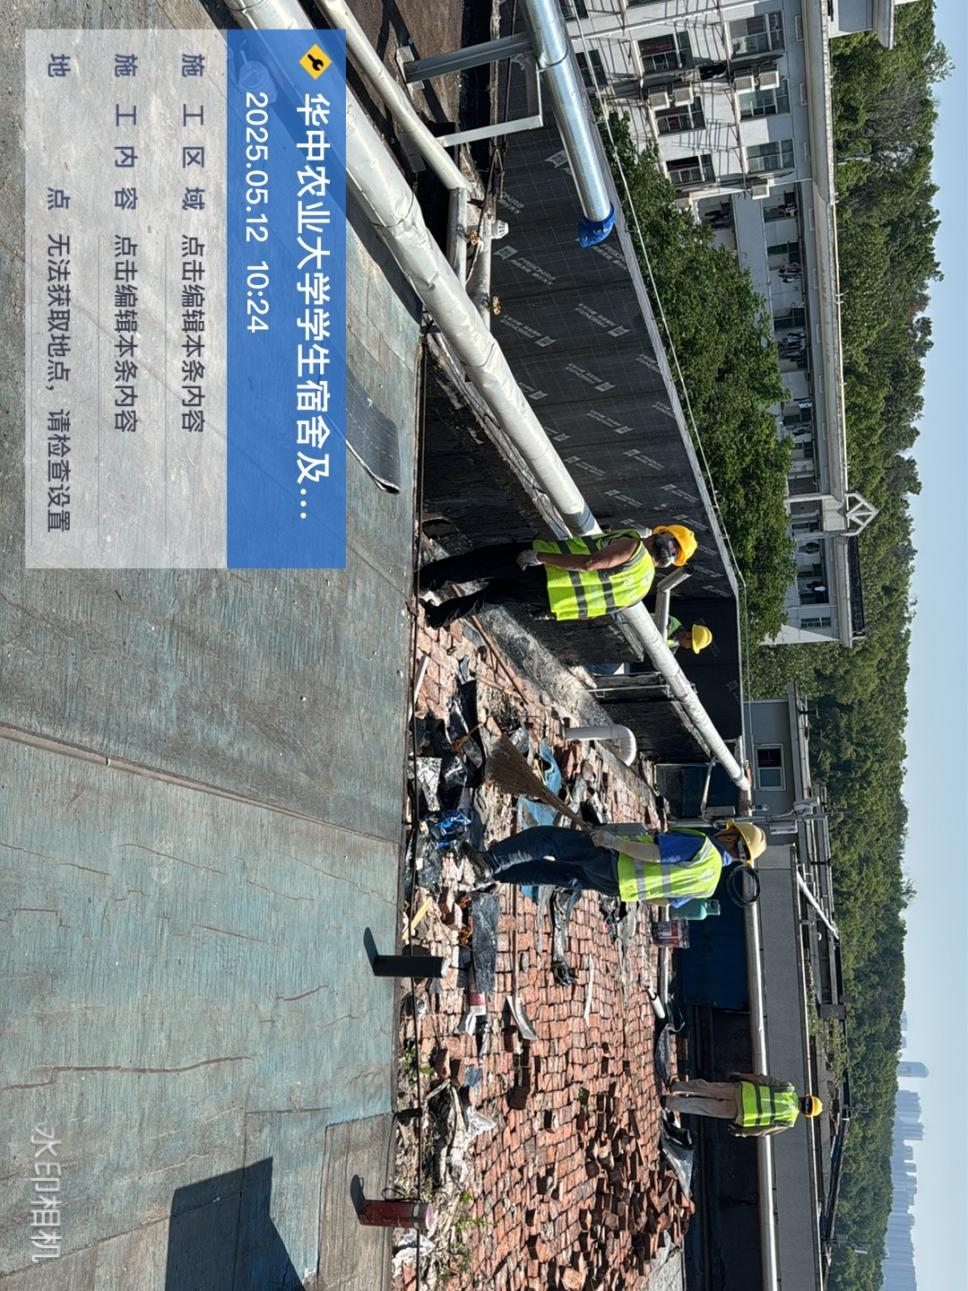 华中农业大学学生宿舍及...
2025.05.12 10:24
施工区域 点击编辑本条内容
施工内容 点击编辑本条内容
地点 无法获取地点，请检查设置
水印相机